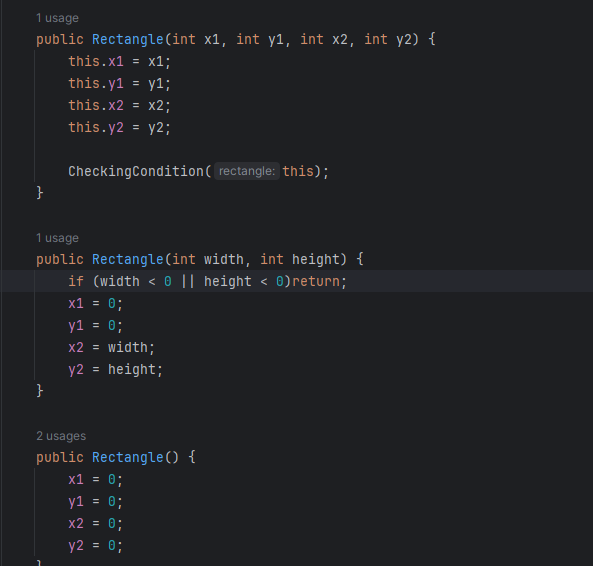 1 usage
public Rectangle(int x1, int y1, int x2, int y2) {
this.x1 = x1;
this.y1 = y1;
this.x2 = x2;
this.y2 = y2;
CheckingCondition( rectangle: this);
}
1 usage
public Rectangle(int width, int height) {
if (width < 0 || height < 0)return;
x1 = 0;
y1 = 0;
x2 = width;
y2 = height;
}
2 usages
public Rectangle() {
x1 = 0;
y1 = 0;
x2 = 0;
y2 = 0;
}